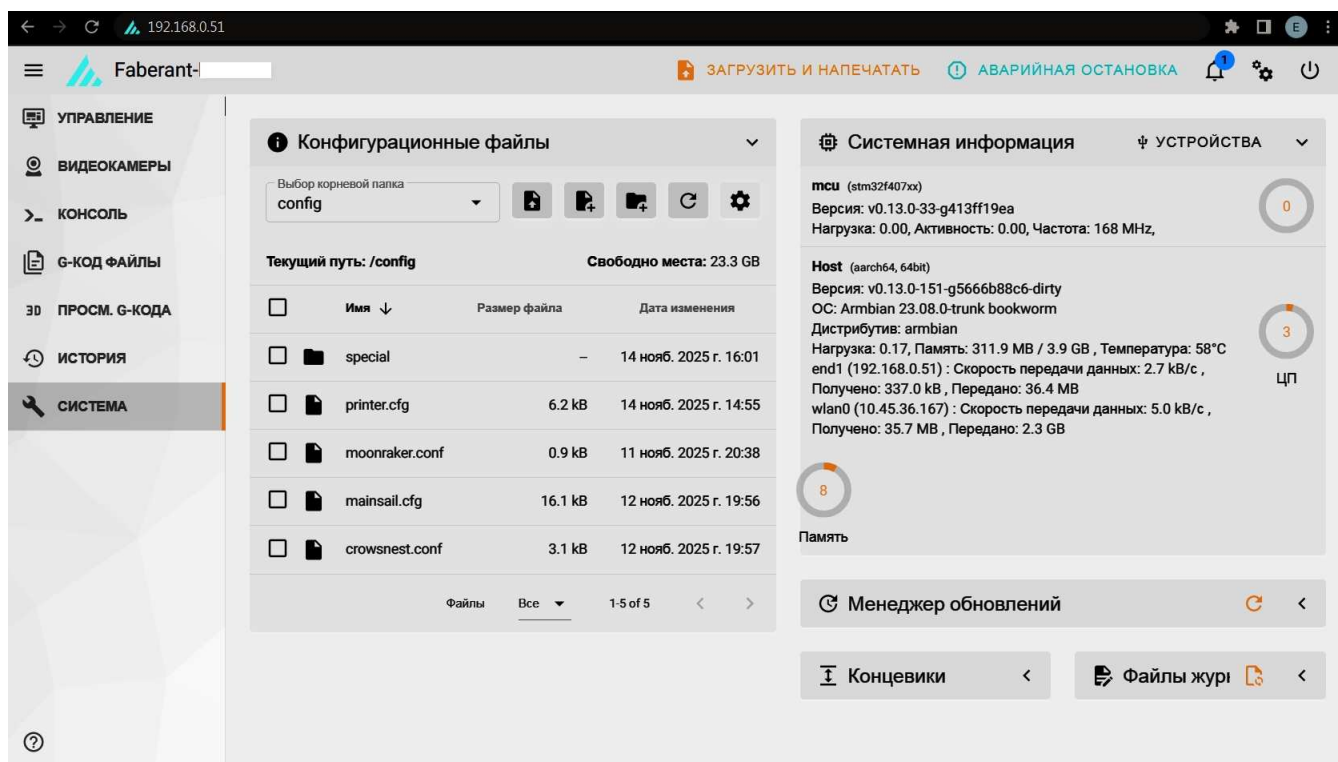 192.168.0.51
E
Faberant-
ЗАГРУЗИТЬ И НАПЕЧАТАТЬ
АВАРИЙНАЯ ОСТАНОВКА
1
УПРАВЛЕНИЕ
ВИДЕОКАМЕРЫ
КОНСОЛЬ
G-КОД ФАЙЛЫ
3D ПРОСМ. G-КОДА
ИСТОРИЯ
СИСТЕМА
Конфигурационные файлы
Выбор корневой папка
config
Текущий путь: /config Свободно места: 23.3 GB
Имя Размер файла Дата изменения
special – 14 нояб. 2025 г. 16:01
printer.cfg 6.2 kB 14 нояб. 2025 г. 14:55
moonraker.conf 0.9 kB 11 нояб. 2025 г. 20:38
mainsail.cfg 16.1 kB 12 нояб. 2025 г. 19:56
crowsnest.conf 3.1 kB 12 нояб. 2025 г. 19:57
Файлы Все 1-5 of 5
Системная информация УСТРОЙСТВА
mcu (stm32f407xx)
Версия: v0.13.0-33-g413ff19ea
Нагрузка: 0.00, Активность: 0.00, Частота: 168 MHz,
0
Host (aarch64, 64bit)
Версия: v0.13.0-151-g5666b88c6-dirty
ОС: Armbian 23.08.0-trunk bookworm
Дистрибутив: armbian
Нагрузка: 0.17, Память: 311.9 MB / 3.9 GB , Температура: 58°C
end1 (192.168.0.51) : Скорость передачи данных: 2.7 kB/с ,
Получено: 337.0 kB , Передано: 36.4 MB
wlan0 (10.45.36.167) : Скорость передачи данных: 5.0 kB/с ,
Получено: 35.7 MB , Передано: 2.3 GB
3
ЦП
8
Память
Менеджер обновлений
Концевики
Файлы журн